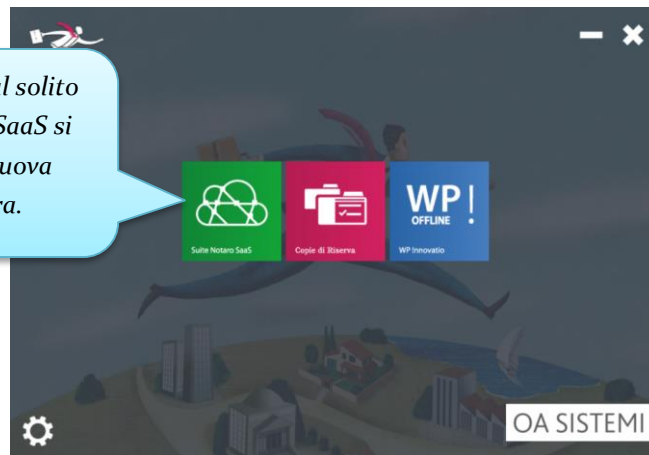 l solito
SaaS si
uova
ra.
Suite Notaro SaaS
Copie di Riserva
WP!
OFFLINE
WP Innovatio
OA SISTEMI